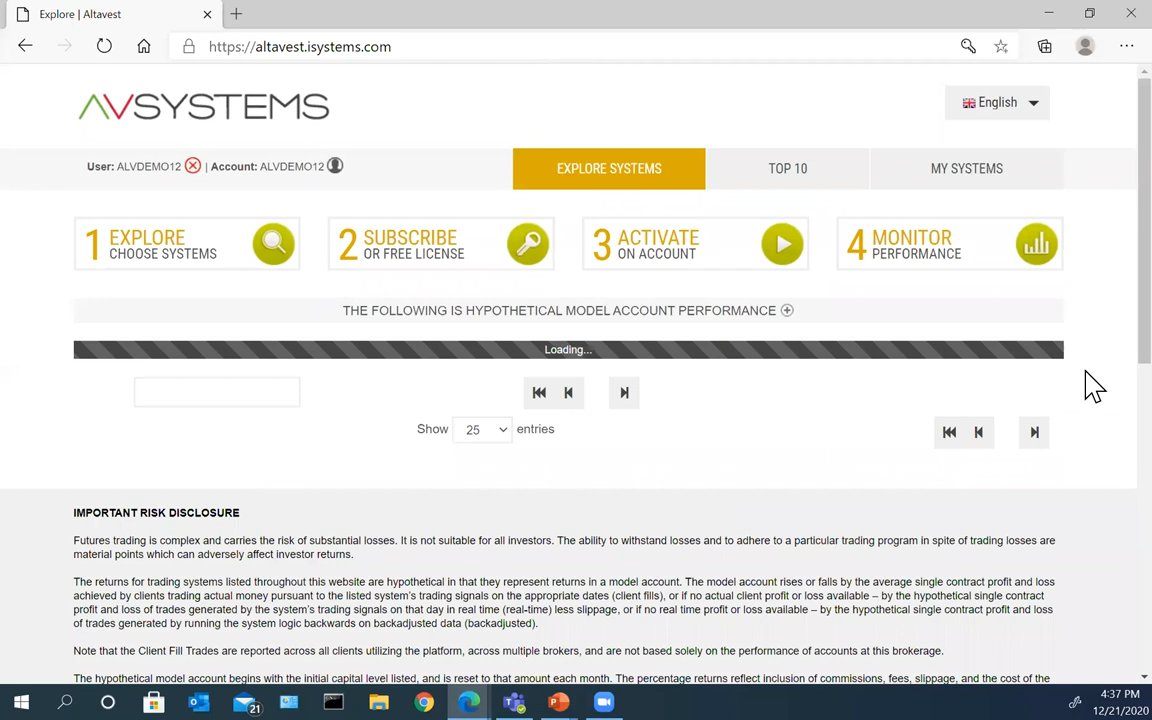 Explore | Altavest
https://altavest.isystems.com
AVSYSTEMS
English
User: ALVDEMO12 | Account: ALVDEMO12
EXPLORE SYSTEMS
TOP 10
MY SYSTEMS
1 EXPLORE
CHOOSE SYSTEMS
2 SUBSCRIBE
OR FREE LICENSE
3 ACTIVATE
ON ACCOUNT
4 MONITOR
PERFORMANCE
THE FOLLOWING IS HYPOTHETICAL MODEL ACCOUNT PERFORMANCE
Loading...
Show 25 entries
IMPORTANT RISK DISCLOSURE
Futures trading is complex and carries the risk of substantial losses. It is not suitable for all investors. The ability to withstand losses and to adhere to a particular trading program in spite of trading losses are
material points which can adversely affect investor returns.
The returns for trading systems listed throughout this website are hypothetical in that they represent returns in a model account. The model account rises or falls by the average single contract profit and loss
achieved by clients trading actual money pursuant to the listed system's trading signals on the appropriate dates (client fills), or if no actual client profit or loss available – by the hypothetical single contract
profit and loss of trades generated by the system's trading signals on that day in real time (real-time) less slippage, or if no real time profit or loss available – by the hypothetical single contract profit and loss
of trades generated by running the system logic backwards on backadjusted data (backadjusted).
Note that the Client Fill Trades are reported across all clients utilizing the platform, across multiple brokers, and are not based solely on the performance of accounts at this brokerage.
The hypothetical model account begins with the initial capital level listed, and is reset to that amount each month. The percentage returns reflect inclusion of commissions, fees, slippage, and the cost of the
21
4:37 PM
12/21/2020